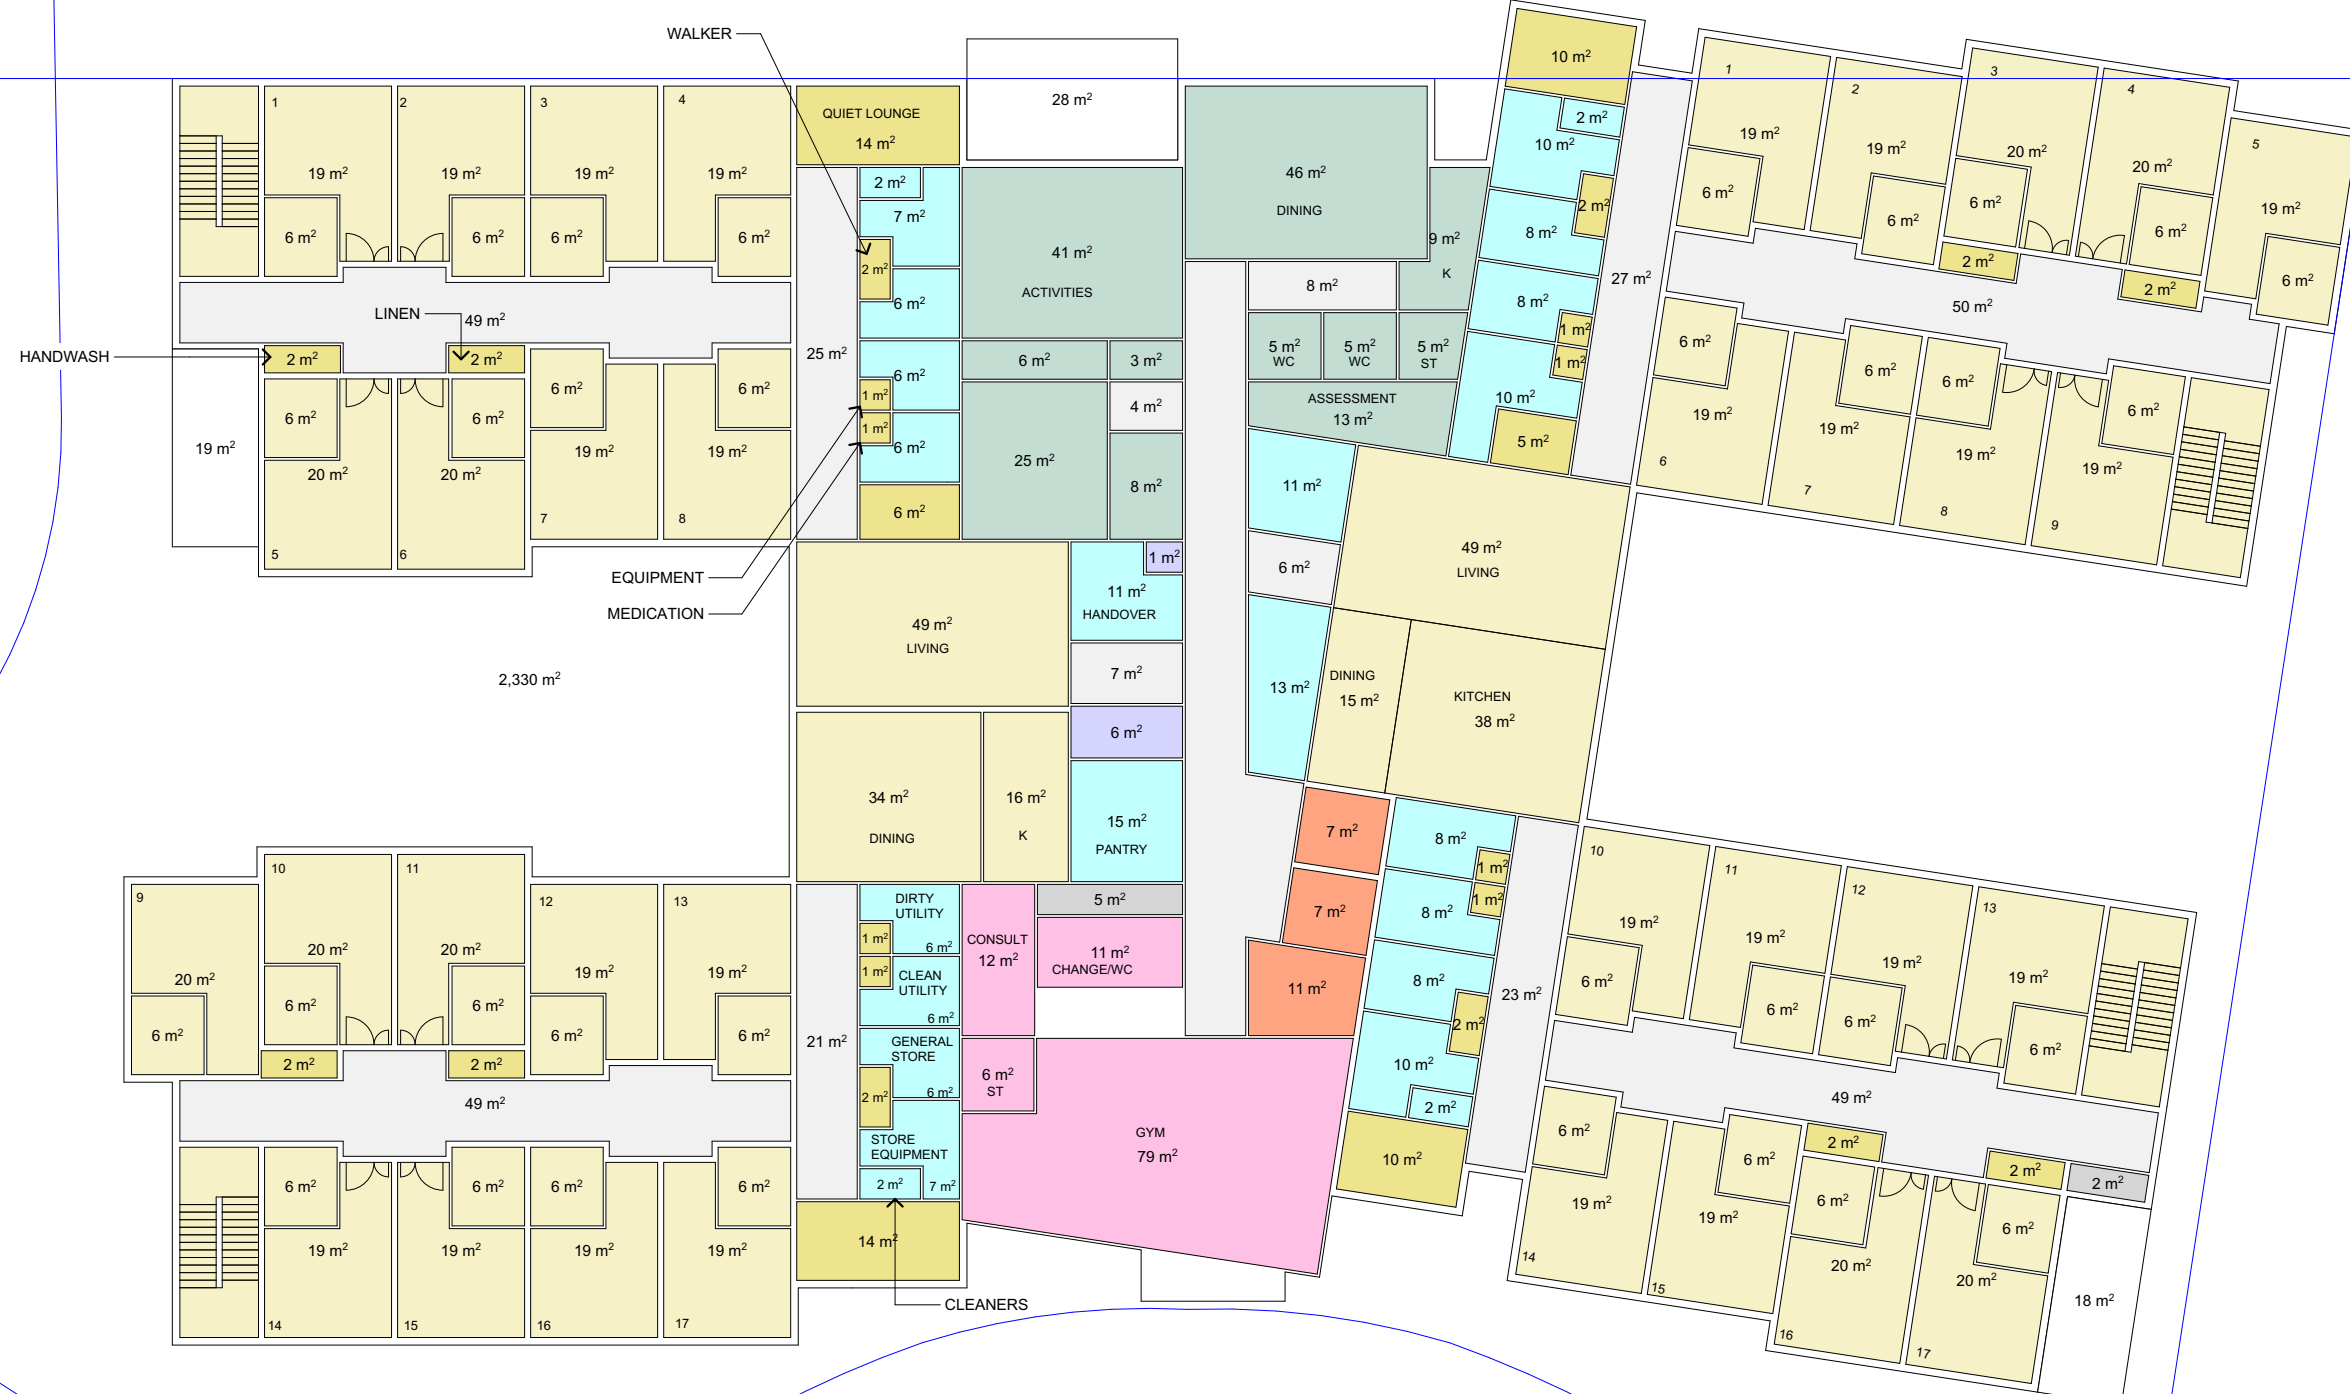 WALKER
10 m²
1
2
3
4
QUIET LOUNGE
14 m²
28 m²
2 m²
10 m²
1
2
3
4
5
19 m²
19 m²
19 m²
19 m²
2 m²
7 m²
46 m²
DINING
19 m²
19 m²
20 m²
20 m²
19 m²
6 m²
6 m²
6 m²
6 m²
2 m²
41 m²
ACTIVITIES
9 m²
K
8 m²
2 m²
6 m²
6 m²
6 m²
6 m²
6 m²
2 m²
2 m²
LINEN
49 m²
6 m²
8 m²
8 m²
27 m²
50 m²
HANDWASH
2 m²
2 m²
25 m²
6 m²
6 m²
3 m²
5 m²
WC
5 m²
WC
5 m²
ST
1 m²
1 m²
6 m²
6 m²
6 m²
6 m²
6 m²
6 m²
6 m²
6 m²
1 m²
1 m²
4 m²
ASSESSMENT
13 m²
10 m²
5 m²
19 m²
19 m²
19 m²
19 m²
19 m²
20 m²
20 m²
19 m²
19 m²
6 m²
25 m²
8 m²
11 m²
6
7
8
9
5
6
7
8
6 m²
EQUIPMENT
MEDICATION
1 m²
11 m²
HANDOVER
6 m²
49 m²
LIVING
49 m²
LIVING
2,330 m²
7 m²
13 m²
DINING
15 m²
KITCHEN
38 m²
6 m²
34 m²
DINING
16 m²
K
15 m²
PANTRY
7 m²
8 m²
1 m²
1 m²
9
10
11
12
13
DIRTY
UTILITY
6 m²
1 m²
5 m²
7 m²
8 m²
10
11
12
13
20 m²
20 m²
20 m²
19 m²
19 m²
CONSULT
12 m²
11 m²
CHANGE/WC
19 m²
19 m²
19 m²
19 m²
6 m²
6 m²
6 m²
6 m²
6 m²
1 m²
CLEAN
UTILITY
6 m²
11 m²
8 m²
2 m²
23 m²
6 m²
6 m²
6 m²
6 m²
2 m²
2 m²
21 m²
GENERAL
STORE
6 m²
6 m²
ST
10 m²
49 m²
2 m²
49 m²
2 m²
STORE
EQUIPMENT
7 m²
2 m²
GYM
79 m²
10 m²
6 m²
6 m²
2 m²
2 m²
2 m²
6 m²
6 m²
6 m²
6 m²
6 m²
6 m²
19 m²
19 m²
19 m²
19 m²
14 m²
19 m²
19 m²
20 m²
20 m²
18 m²
CLEANERS
14
15
16
17
14
15
16
17